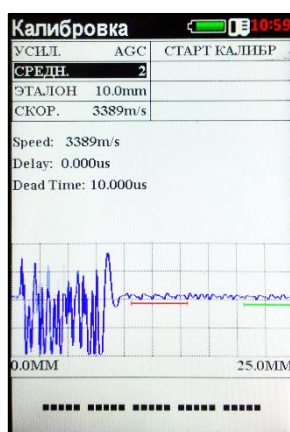 Калибровка 10:59
УСИЛ. AGC СТАРТ КАЛИБР
СРЕДН. 2
ЭТАЛОН 10.0mm
СКОР. 3389m/s
Speed: 3389m/s
Delay: 0.000us
Dead Time: 10.000us
0.0MM 25.0MM